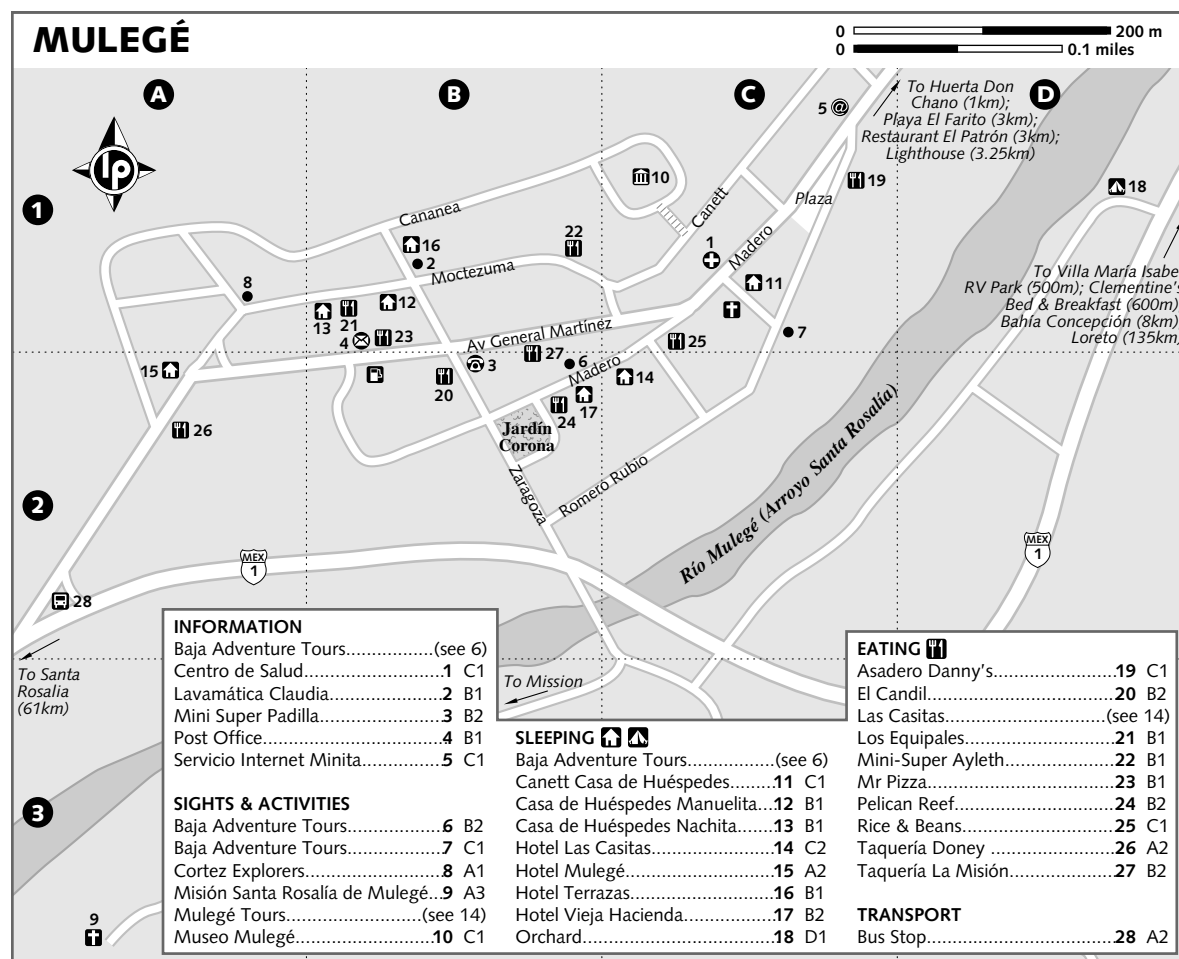 MULEGÉ
0 200 m
0 0.1 miles
A
B
C
D
1
2
3
lp
To Huerta Don
Chano (1km);
Playa El Farito (3km);
Restaurant El Patrón (3km);
Lighthouse (3.25km)
5 @
10
19
18
Plaza
Canett
Cananea
22
16
2
1
Madero
Moctezuma
8
11
12
13
21
4
23
Av General Martínez
To Villa María Isabe
RV Park (500m); Clementine's
Bed & Breakfast (600m)
Bahía Concepción (8km)
Loreto (135km)
7
25
15
3
27
6
Madero
14
20
24
17
Jardín
Corona
26
Zaragoza
Romero Rubio
Río Mulegé (Arroyo Santa Rosalía)
MEX
1
MEX
1
28
To Santa
Rosalia
(61km)
To Mission
9
INFORMATION
Baja Adventure Tours.................(see 6)
Centro de Salud..............................1 C1
Lavamática Claudia.........................2 B1
Mini Super Padilla...........................3 B2
Post Office.......................................4 B1
Servicio Internet Minita..................5 C1
SIGHTS & ACTIVITIES
Baja Adventure Tours.....................6 B2
Baja Adventure Tours.....................7 C1
Cortez Explorers.............................8 A1
Misión Santa Rosalía de Mulegé...9 A3
Mulegé Tours............................(see 14)
Museo Mulegé..............................10 C1
SLEEPING
Baja Adventure Tours.................(see 6)
Canett Casa de Huéspedes.........11 C1
Casa de Huéspedes Manuelita...12 B1
Casa de Huéspedes Nachita.......13 B1
Hotel Las Casitas.........................14 C2
Hotel Mulegé...............................15 A2
Hotel Terrazas..............................16 B1
Hotel Vieja Hacienda...................17 B2
Orchard........................................18 D1
EATING
Asadero Danny's..........................19 C1
El Candil.......................................20 B2
Las Casitas................................(see 14)
Los Equipales...............................21 B1
Mini-Super Ayleth........................22 B1
Mr Pizza.......................................23 B1
Pelican Reef.................................24 B2
Rice & Beans................................25 C1
Taquería Doney...........................26 A2
Taquería La Misión.......................27 B2
TRANSPORT
Bus Stop.......................................28 A2